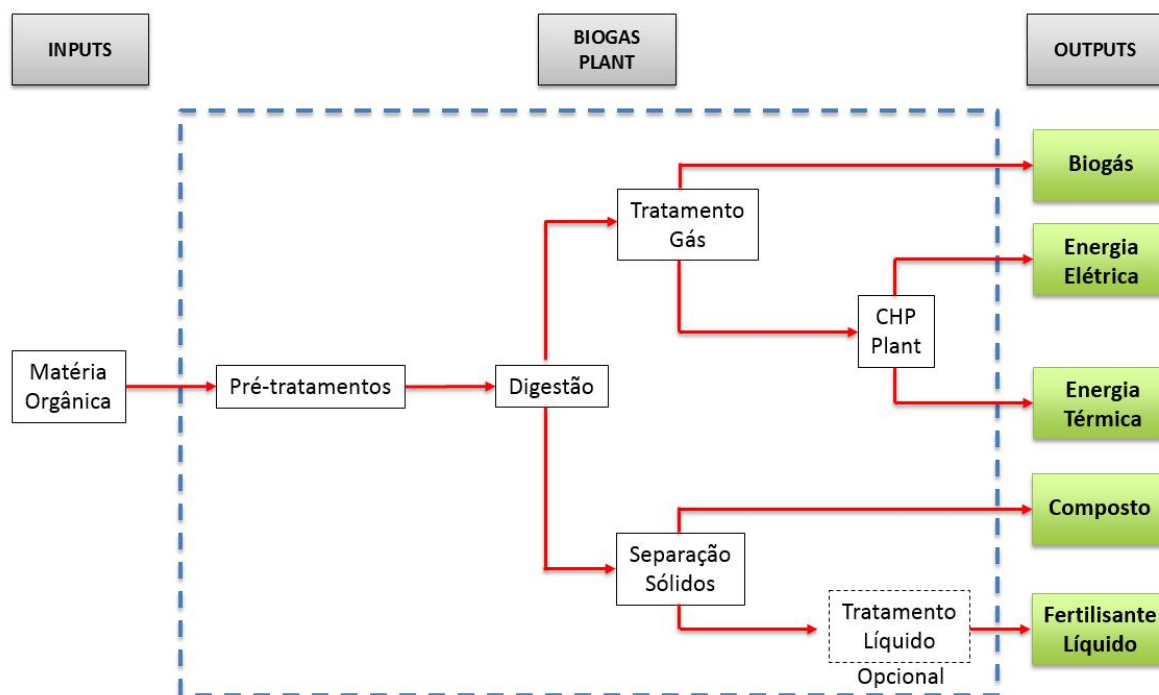 INPUTS
BIOGAS
PLANT
OUTPUTS
Biogás
Tratamento
Gás
Energia
Elétrica
CHP
Plant
Matéria
Orgânica
Pré-tratamentos
Digestão
Energia
Térmica
Composto
Separação
Sólidos
Tratamento
Líquido
Opcional
Fertilisante
Líquido